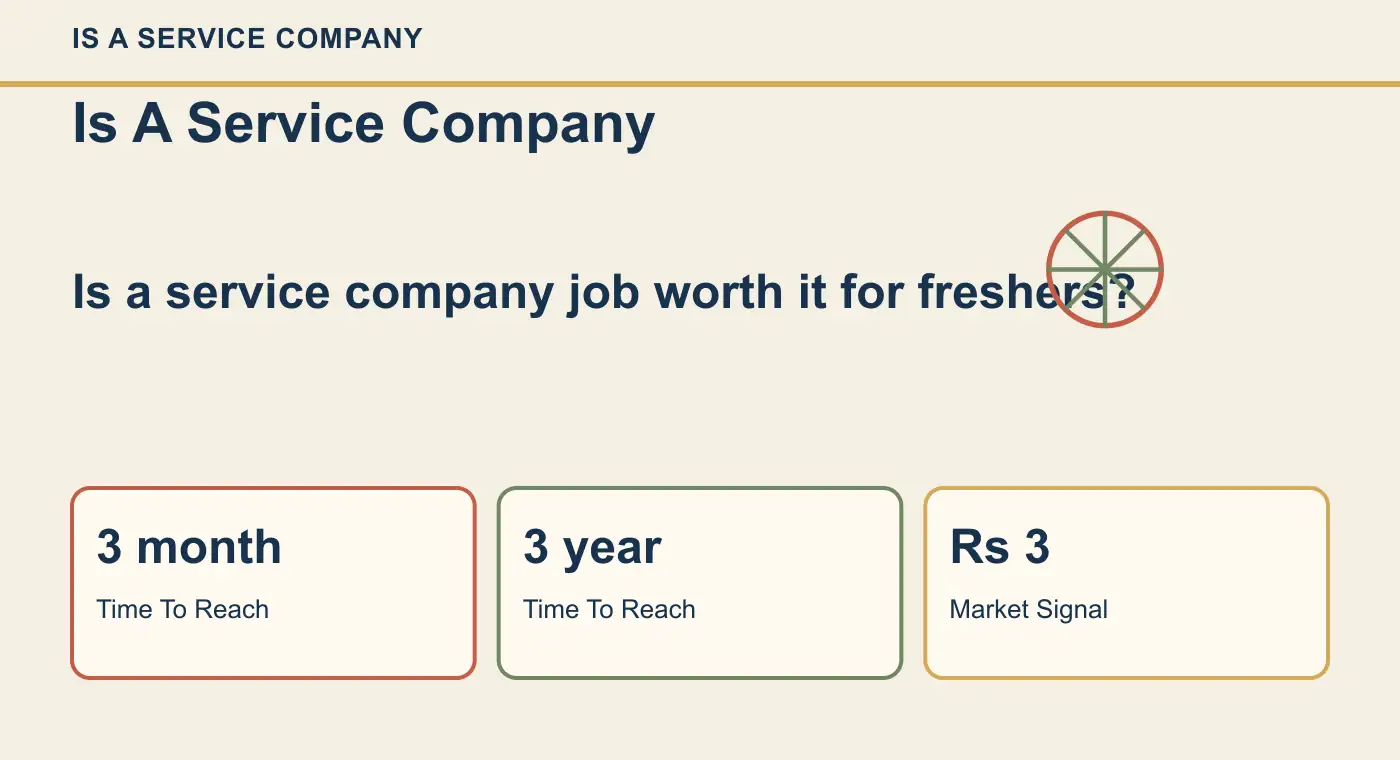 IS A SERVICE COMPANY
Is A Service Company
Is a service company job worth it for freshers?
3 month
Time To Reach
3 year
Time To Reach
Rs 3
Market Signal